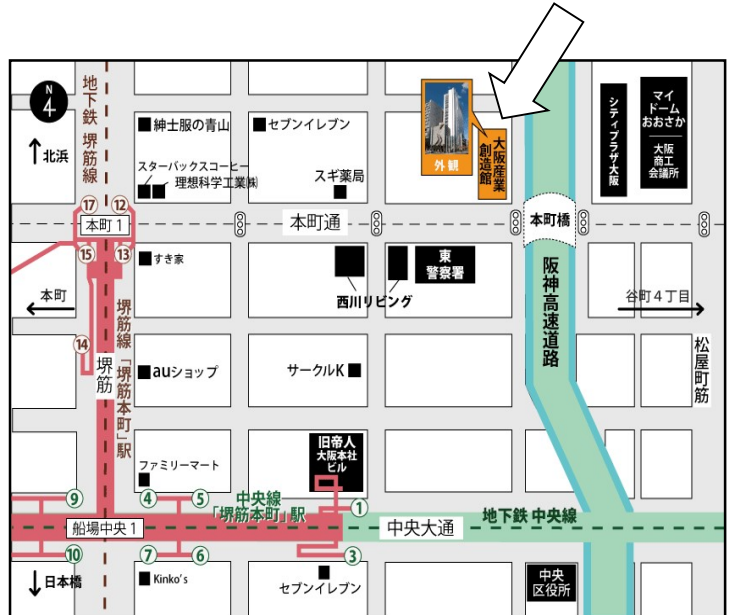 N
4
北浜
地下鉄 堺筋線
紳士服の青山
セブンイレブン
スターバックスコーヒー
理想科学工業㈱
スギ薬局
外観
大阪産業
創造館
シティプラザ大阪
マイ
ドーム
おおさか
大阪
商工
会議所
⑰
⑫
本町1
本町通
本町橋
⑮
⑬
すき家
西川リビング
東
警察署
本町
谷町4丁目
阪神高速道路
堺筋線「堺筋本町」駅
⑭
堺筋
auショップ
サークルK
松屋町筋
旧帝人
大阪本社
ビル
ファミリーマート
⑨
④
⑤
中央線
「堺筋本町」駅
①
船場中央1
中央大通
地下鉄 中央線
⑩
⑦
⑥
③
日本橋
Kinko's
セブンイレブン
中央
区役所